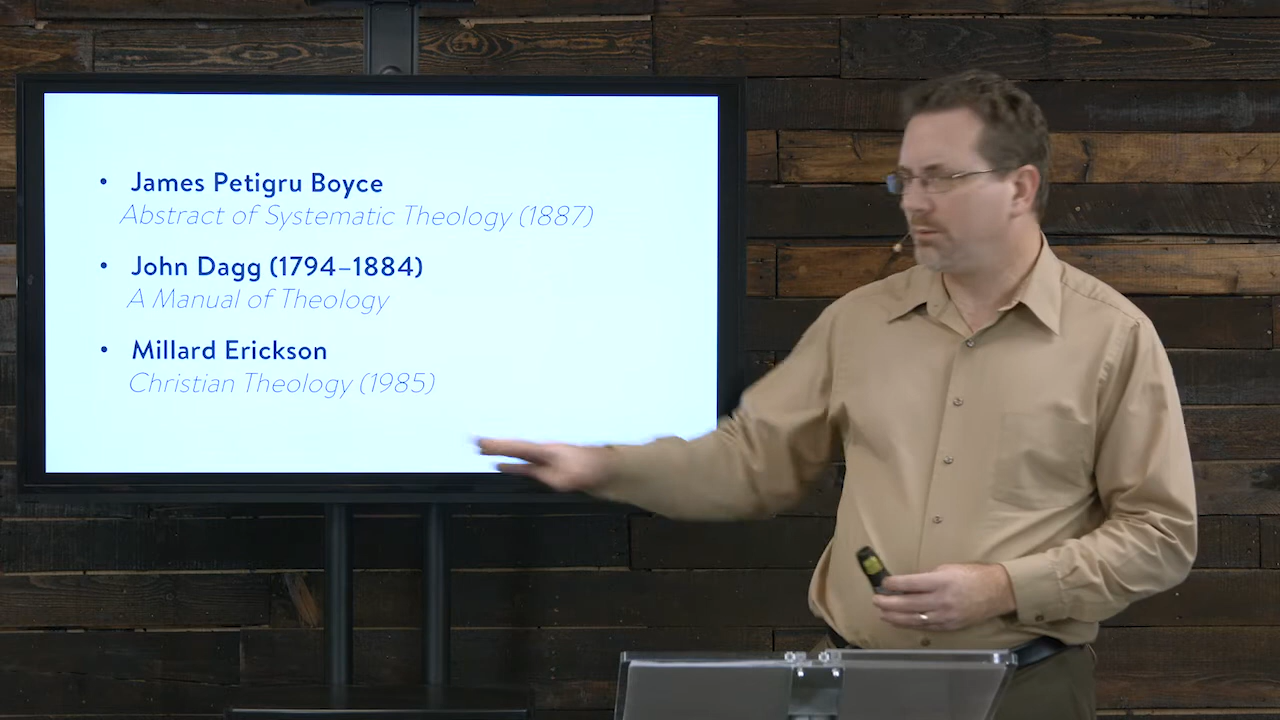 • James Petigru Boyce
Abstract of Systematic Theology (1887)
• John Dagg (1794–1884)
A Manual of Theology
• Millard Erickson
Christian Theology (1985)